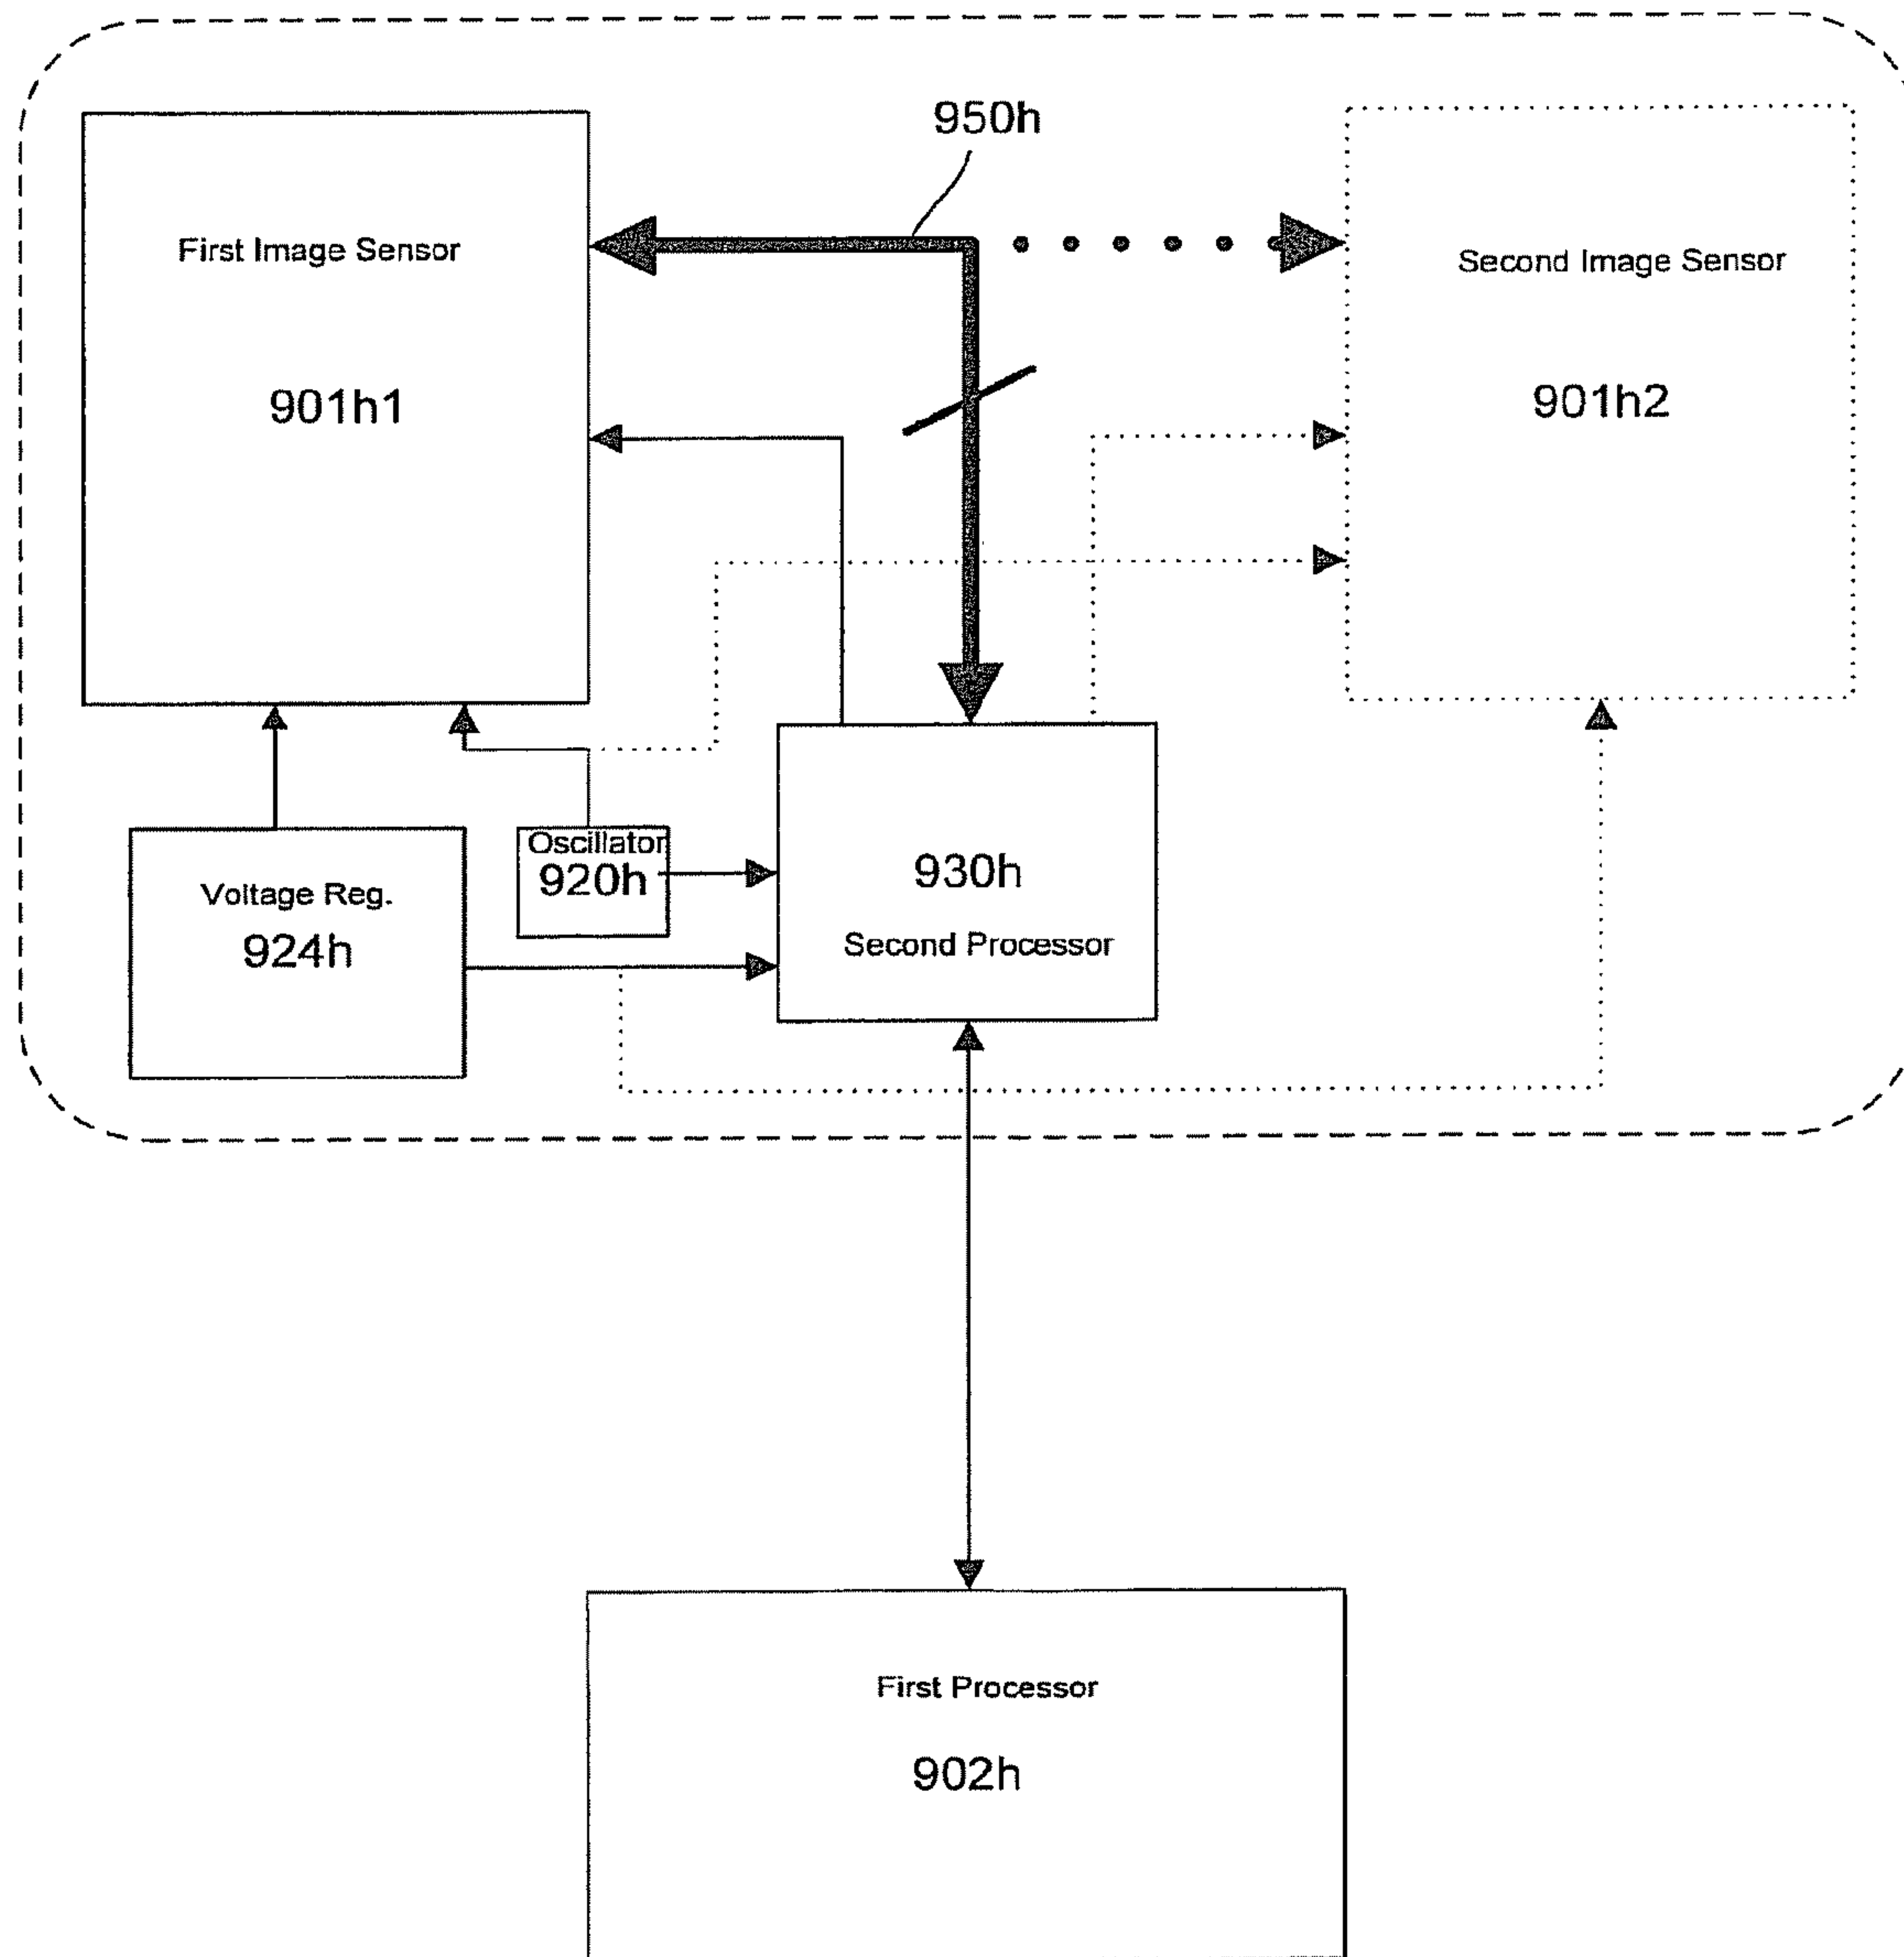 950h
First Image Sensor
901h1
Second Image Sensor
901h2
Voltage Reg.
924h
Oscillator
920h
930h
Second Processor
First Processor
902h